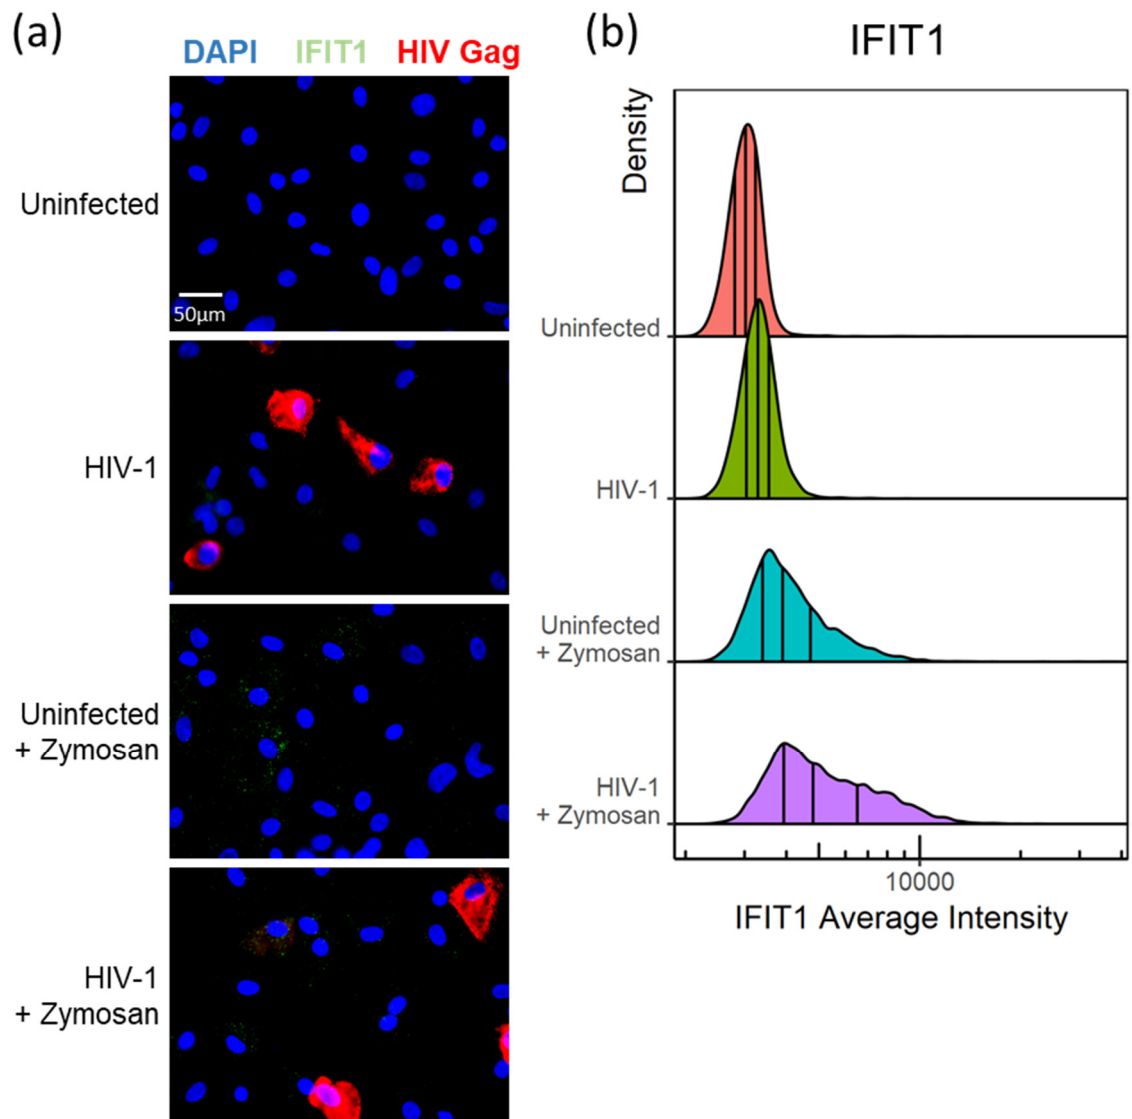 (a)
DAPI IFIT1 HIV Gag
Uninfected
50µm
HIV-1
Uninfected
+ Zymosan
HIV-1
+ Zymosan
(b)
IFIT1
Density
Uninfected
HIV-1
Uninfected
+ Zymosan
HIV-1
+ Zymosan
10000
IFIT1 Average Intensity